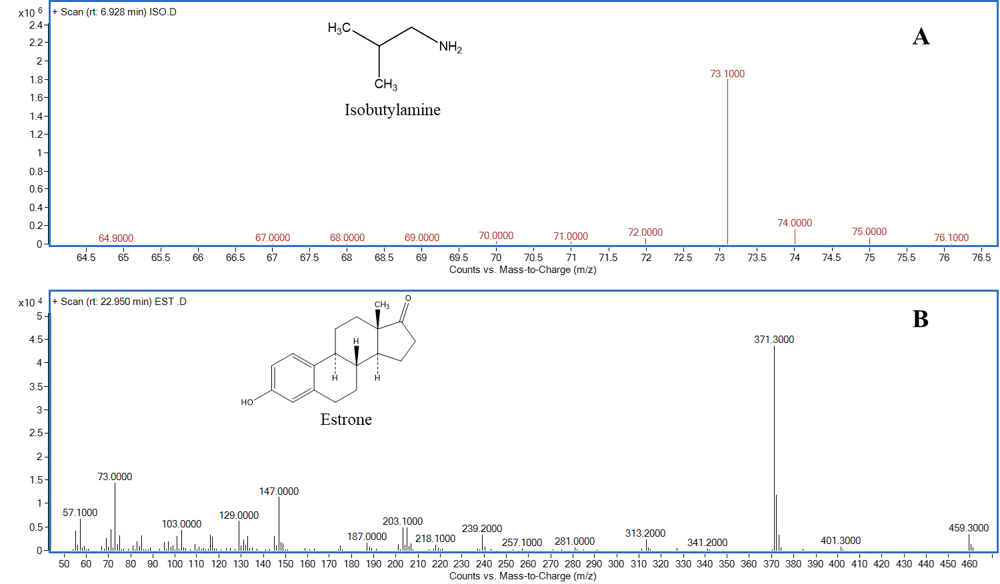 + Scan (rt: 6.928 min) ISO.D
x10 6
2.4
2.2
2
1.8
1.6
1.4
1.2
1
0.8
0.6
0.4
0.2
0
A
H3C
NH2
CH3
Isobutylamine
73.1000
64.9000 67.0000 68.0000 69.0000 70.0000 71.0000 72.0000 74.0000 75.0000 76.1000
64.5 65 65.5 66 66.5 67 67.5 68 68.5 69 69.5 70 70.5 71 71.5 72 72.5 73 73.5 74 74.5 75 75.5 76 76.5
Counts vs. Mass-to-Charge (m/z)
+ Scan (rt: 22.950 min) EST .D
x10 4
5
4.5
4
3.5
3
2.5
2
1.5
1
0.5
0
B
O
CH3
H
H
H
HO
Estrone
57.1000 73.0000 103.0000 129.0000 147.0000 187.0000 203.1000 218.1000 239.2000 257.1000 281.0000 313.2000 341.2000 371.3000 401.3000 459.3000
50 60 70 80 90 100 110 120 130 140 150 160 170 180 190 200 210 220 230 240 250 260 270 280 290 300 310 320 330 340 350 360 370 380 390 400 410 420 430 440 450 460
Counts vs. Mass-to-Charge (m/z)